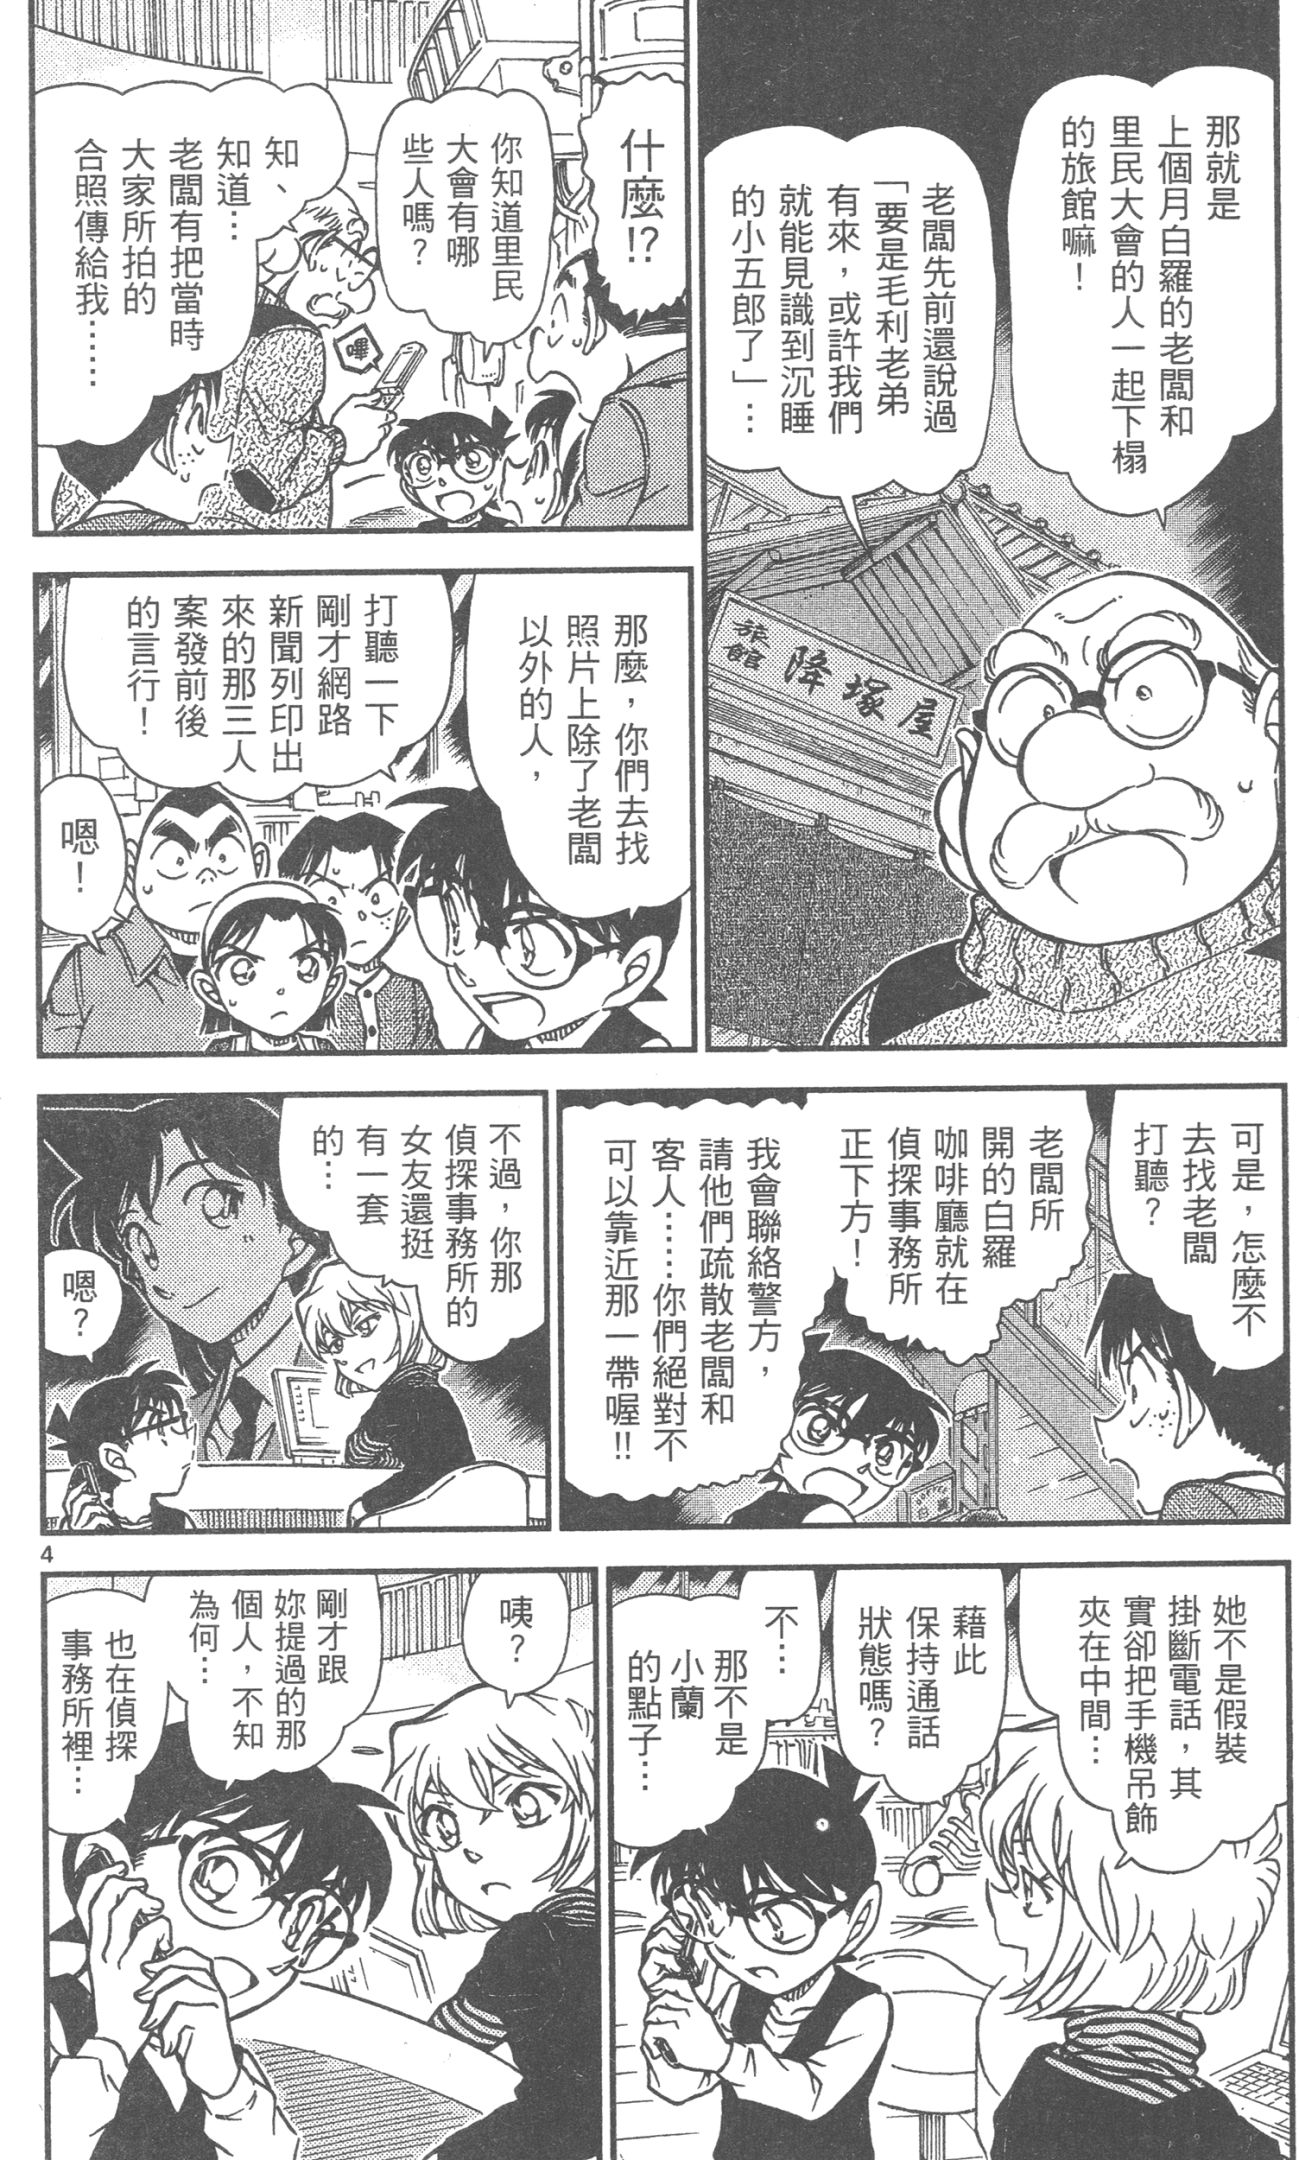 那就是
上個月白羅的老闆和
里民大會的人一起下榻
的旅館嘛！
老闆先前還說過
「要是毛利老弟
有來，或許我們
就能見識到沉睡
的小五郎了」…
旅館 降塚屋
什麼!?
你知道里民
大會有哪
些人嗎？
嗶
知、
知道…
老闆有把當時
大家所拍的
合照傳給我……
那麼，你們去找
照片上除了老闆
以外的人，
打聽一下
剛才網路
新聞列印出
來的那三人
案發前後
的言行！
嗯！
可是，怎麼不
去找老闆
打聽？
老闆所
開的白羅
咖啡廳就在
偵探事務所
正下方！
我會聯絡警方，
請他們疏散老闆和
客人……你們絕對不
可以靠近那一帶喔!!
不過，你那
偵探事務所的
女友還挺
有一套
的…
嗯？
4
她不是假裝
掛斷電話，其
實卻把手機吊飾
夾在中間…
藉此
保持通話
狀態嗎？
不…
那不是
小蘭
的點子…
咦？
剛才跟
妳提過的那
個人，不知
為何…
也在偵探
事務所裡…